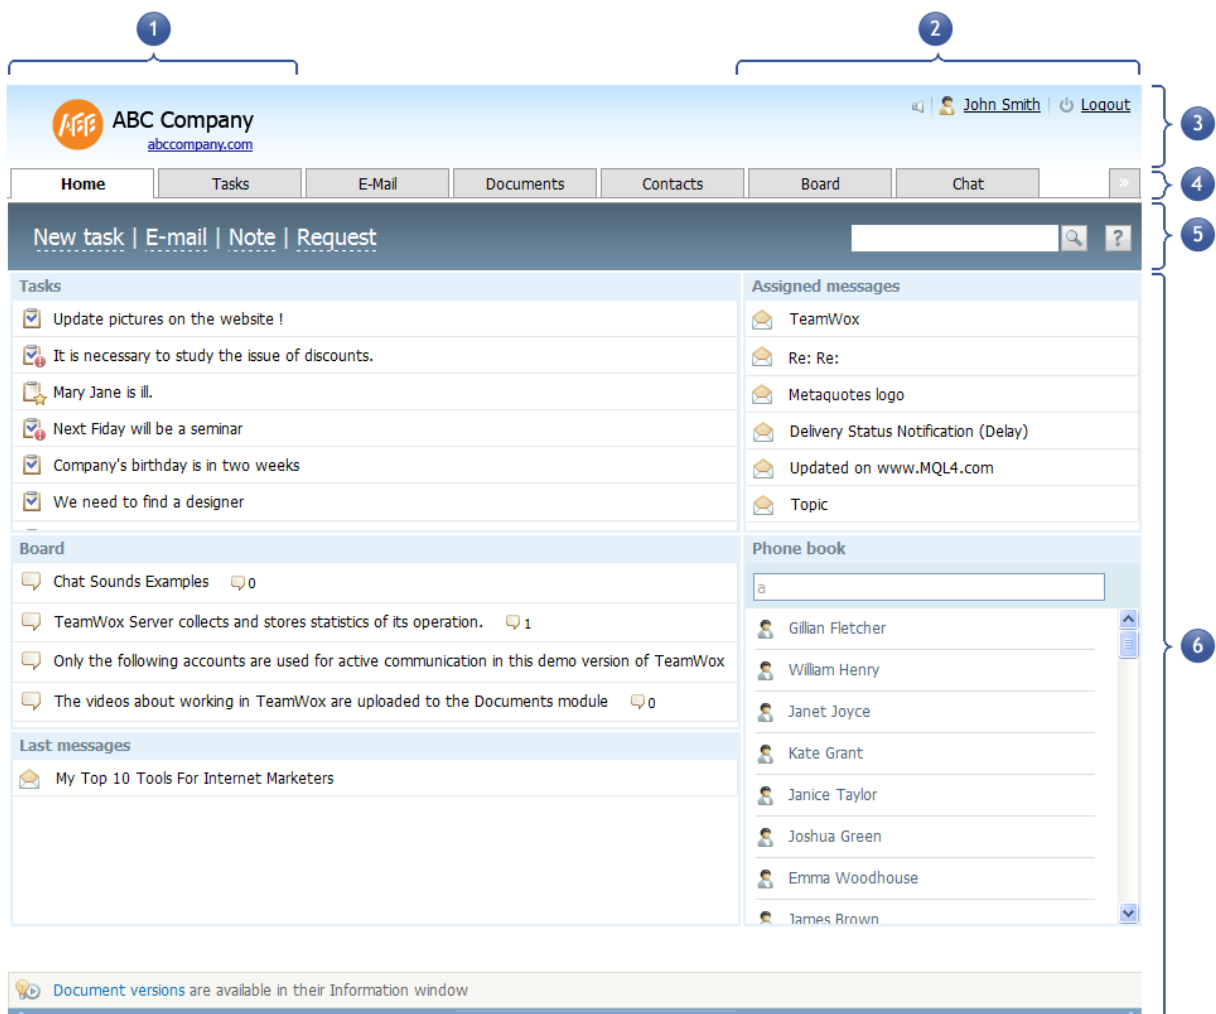 1
2
ABC Company
abccompany.com
John Smith | Logout
3
Home Tasks E-Mail Documents Contacts Board Chat »
4
New task | E-mail | Note | Request
?
5
Tasks
Update pictures on the website !
It is necessary to study the issue of discounts.
Mary Jane is ill.
Next Fiday will be a seminar
Company's birthday is in two weeks
We need to find a designer
Assigned messages
TeamWox
Re: Re:
Metaquotes logo
Delivery Status Notification (Delay)
Updated on www.MQL4.com
Topic
Board
Chat Sounds Examples 0
TeamWox Server collects and stores statistics of its operation. 1
Only the following accounts are used for active communication in this demo version of TeamWox
The videos about working in TeamWox are uploaded to the Documents module 0
Last messages
My Top 10 Tools For Internet Marketers
Phone book
a
Gillian Fletcher
William Henry
Janet Joyce
Kate Grant
Janice Taylor
Joshua Green
Emma Woodhouse
James Brown
6
Document versions are available in their Information window